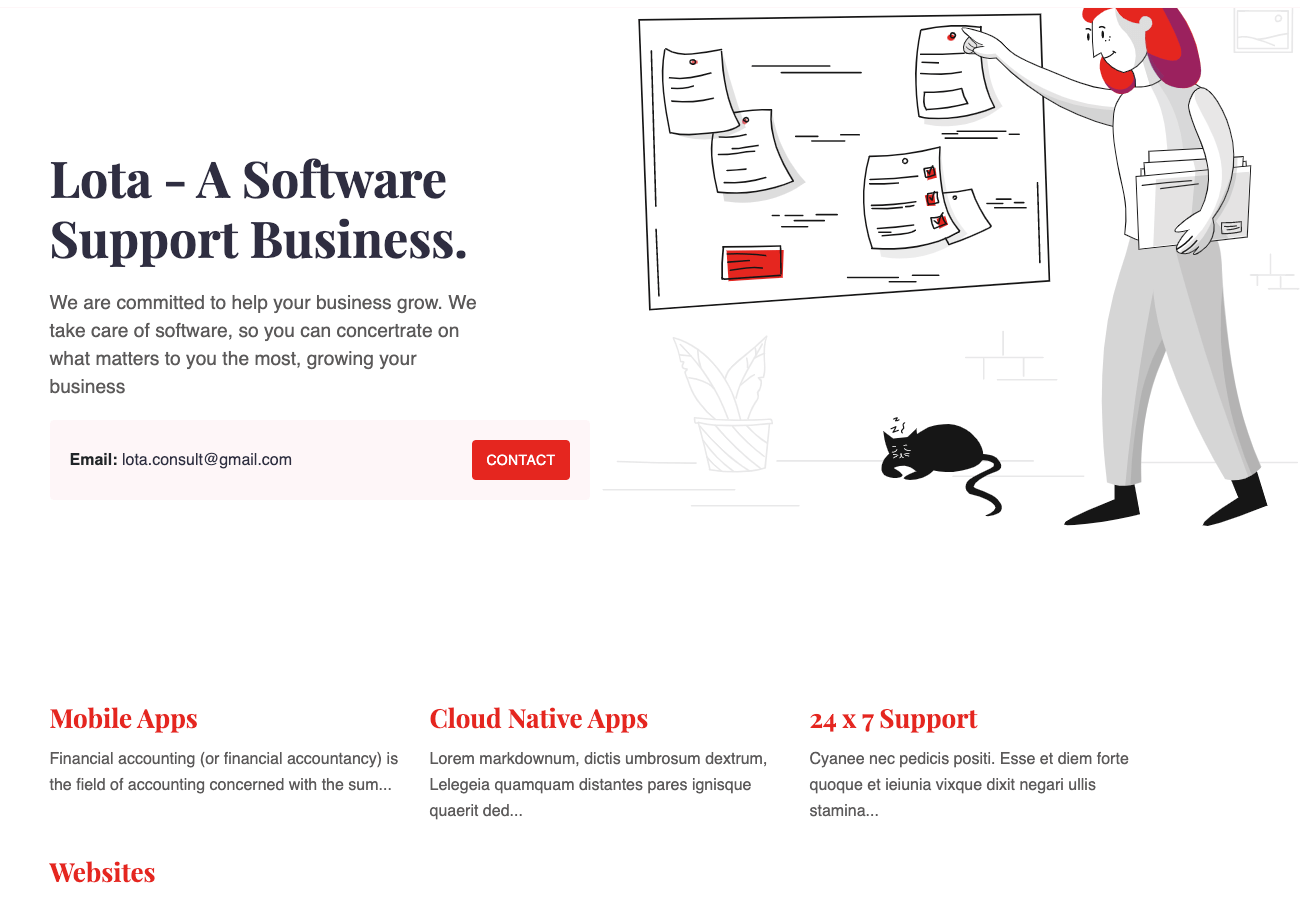 Lota - A Software
Support Business.
We are committed to help your business grow. We
take care of software, so you can concertrate on
what matters to you the most, growing your
business
Email: lota.consult@gmail.com
CONTACT
z
z
z
Mobile Apps
Financial accounting (or financial accountancy) is
the field of accounting concerned with the sum...
Cloud Native Apps
Lorem markdownum, dictis umbrosum dextrum,
Lelegeia quamquam distantes pares ignisque
quaerit ded...
24 x 7 Support
Cyanee nec pedicis positi. Esse et diem forte
quoque et ieiunia vixque dixit negari ullis
stamina...
Websites